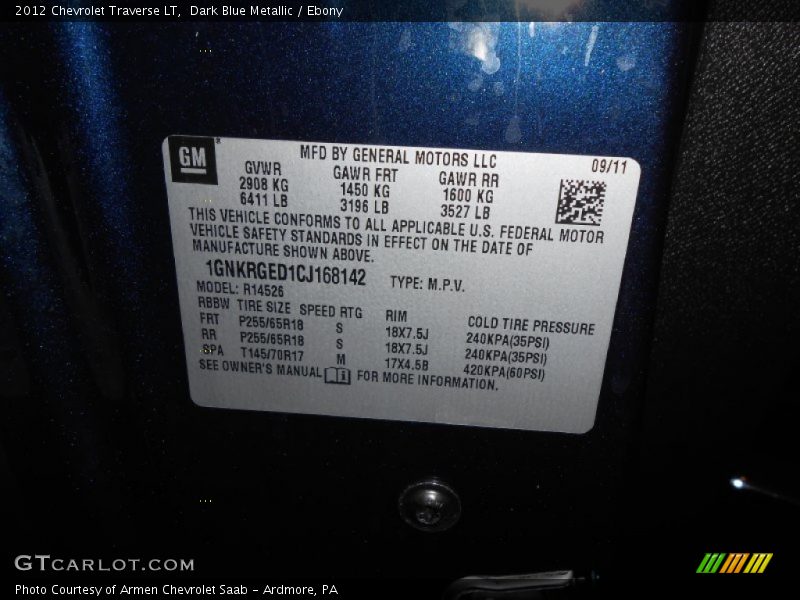 2012 Chevrolet Traverse LT, Dark Blue Metallic / Ebony
GM
MFD BY GENERAL MOTORS LLC
09/11
GVWR GAWR FRT GAWR RR
2908 KG 1450 KG 1600 KG
6411 LB 3196 LB 3527 LB
THIS VEHICLE CONFORMS TO ALL APPLICABLE U.S. FEDERAL MOTOR
VEHICLE SAFETY STANDARDS IN EFFECT ON THE DATE OF
MANUFACTURE SHOWN ABOVE.
1GNKRGED1CJ168142 TYPE: M.P.V.
MODEL: R14526
RBBW TIRE SIZE SPEED RTG RIM COLD TIRE PRESSURE
FRT P255/65R18 S 18X7.5J 240KPA(35PSI)
RR P255/65R18 S 18X7.5J 240KPA(35PSI)
SPA T145/70R17 M 17X4.5B 420KPA(60PSI)
SEE OWNER'S MANUAL FOR MORE INFORMATION.
GTCARLOT.COM
Photo Courtesy of Armen Chevrolet Saab - Ardmore, PA